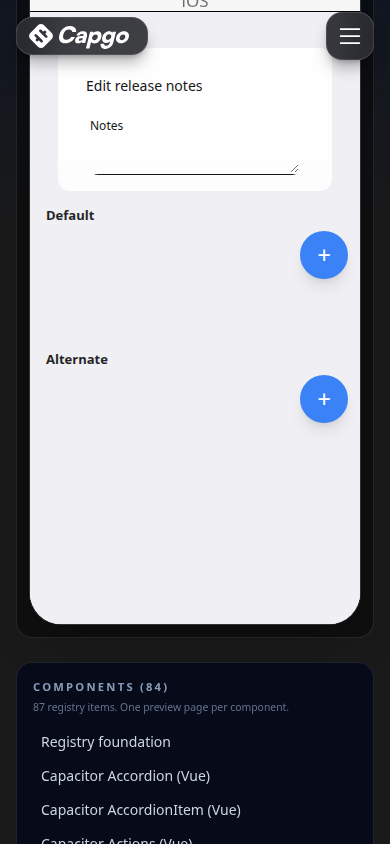 iOS
Capgo
Edit release notes
Notes
Default
+
Alternate
+
COMPONENTS (84)
87 registry items. One preview page per component.
Registry foundation
Capacitor Accordion (Vue)
Capacitor AccordionItem (Vue)
Capacitor Actions (Vue)